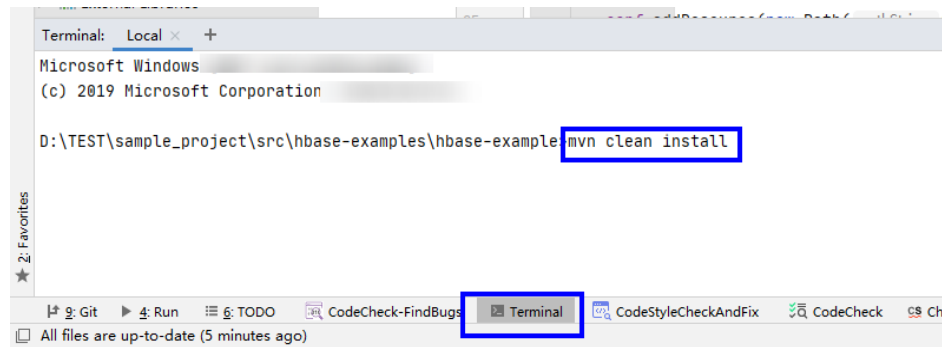 Terminal: Local × +
Microsoft Windows
(c) 2019 Microsoft Corporation
D:\TEST\sample_project\src\hbase-examples\hbase-example>mvn clean install
2: Favorites
9: Git 4: Run 6: TODO CodeCheck-FindBugs Terminal CodeStyleCheckAndFix CodeCheck CS Ch
All files are up-to-date (5 minutes ago)